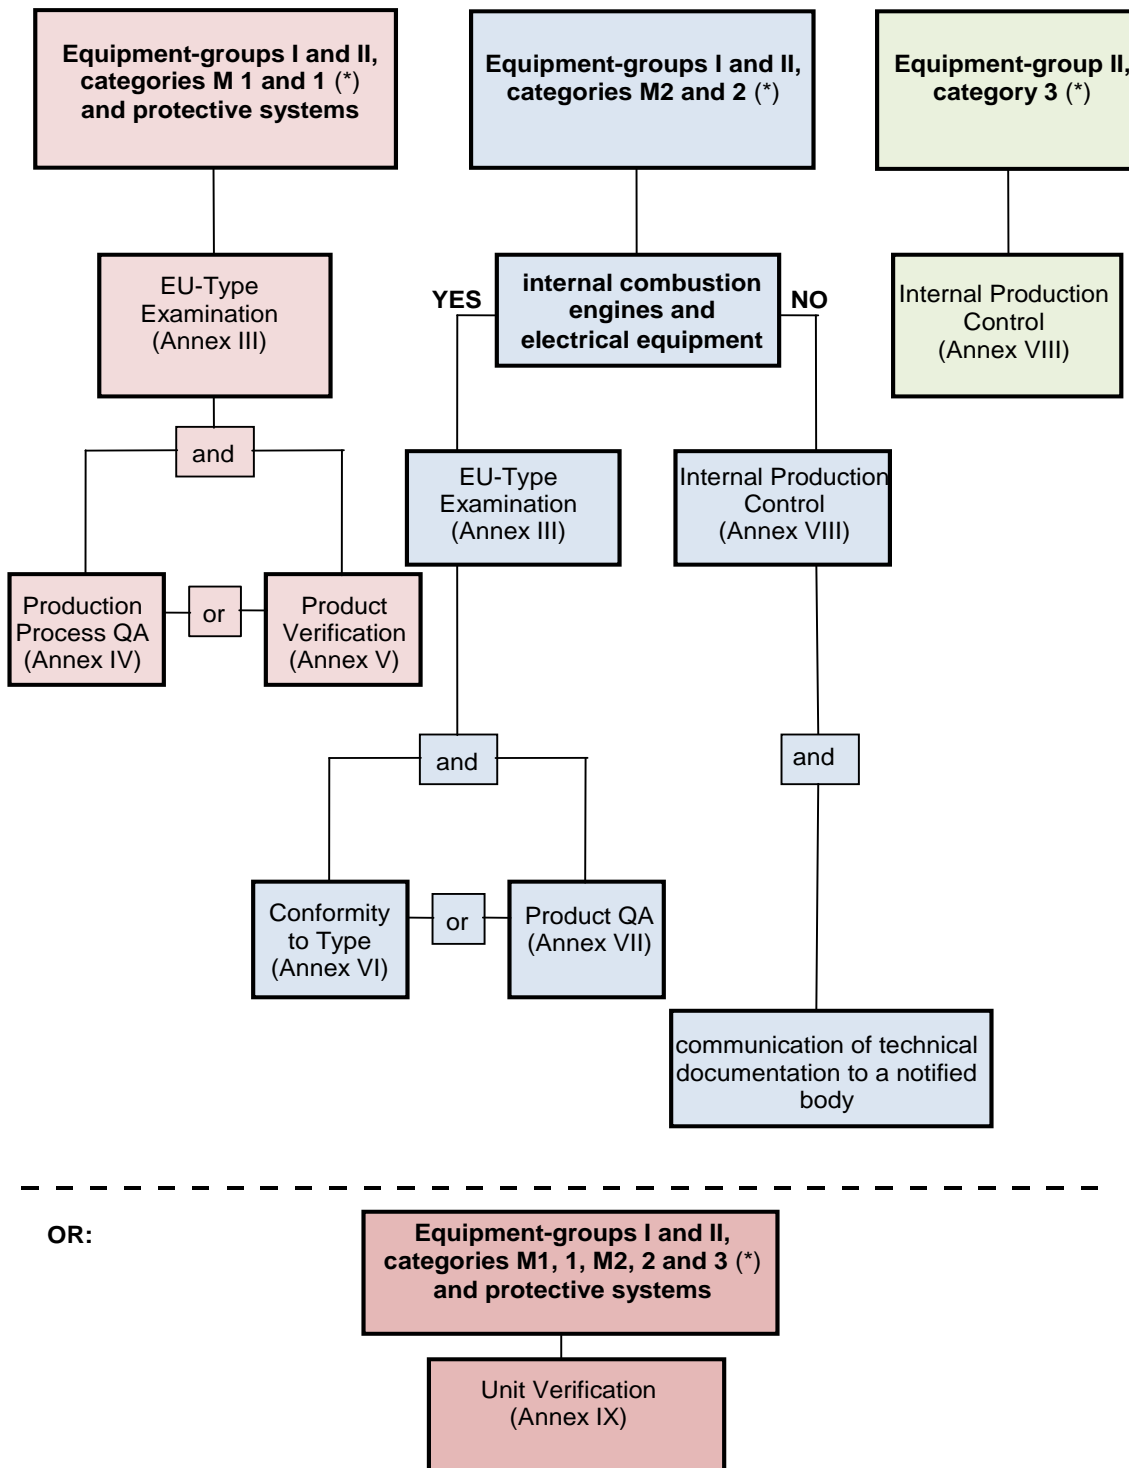 Equipment-groups I and II,
categories M 1 and 1 (*)
and protective systems
Equipment-groups I and II,
categories M2 and 2 (*)
Equipment-group II,
category 3 (*)
EU-Type
Examination
(Annex III)
YES
internal combustion
engines and
electrical equipment
NO
Internal Production
Control
(Annex VIII)
and
EU-Type
Examination
(Annex III)
Internal Production
Control
(Annex VIII)
Production
Process QA
(Annex IV)
or
Product
Verification
(Annex V)
and
and
Conformity
to Type
(Annex VI)
or
Product QA
(Annex VII)
communication of technical
documentation to a notified
body
OR:
Equipment-groups I and II,
categories M1, 1, M2, 2 and 3 (*)
and protective systems
Unit Verification
(Annex IX)